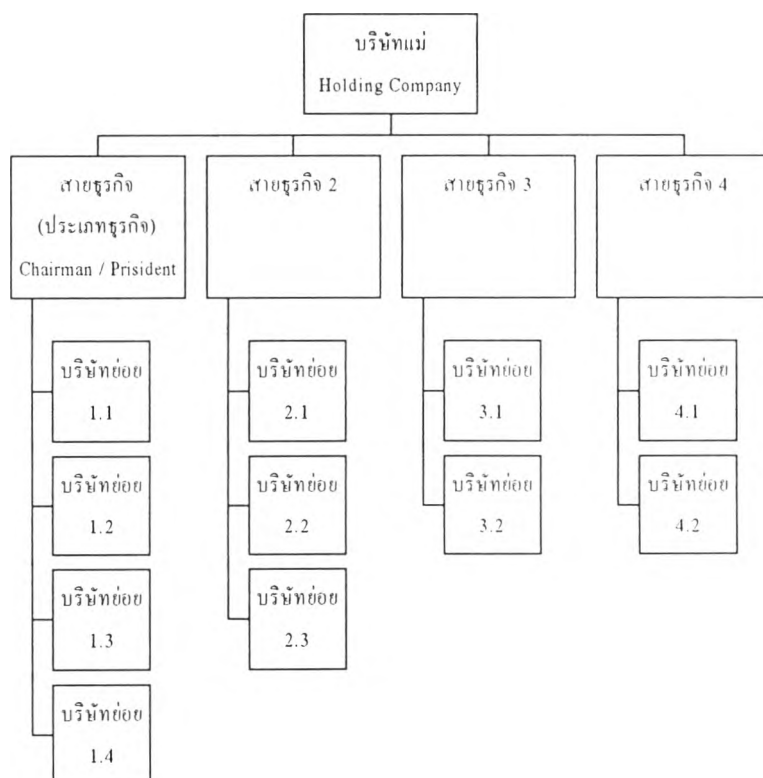 บริษัทแม่
Holding Company
สายธุรกิจ
(ประเภทธุรกิจ)
Chairman / Prisident
สายธุรกิจ 2
สายธุรกิจ 3
สายธุรกิจ 4
บริษัทย่อย
1.1
บริษัทย่อย
1.2
บริษัทย่อย
1.3
บริษัทย่อย
1.4
บริษัทย่อย
2.1
บริษัทย่อย
2.2
บริษัทย่อย
2.3
บริษัทย่อย
3.1
บริษัทย่อย
3.2
บริษัทย่อย
4.1
บริษัทย่อย
4.2